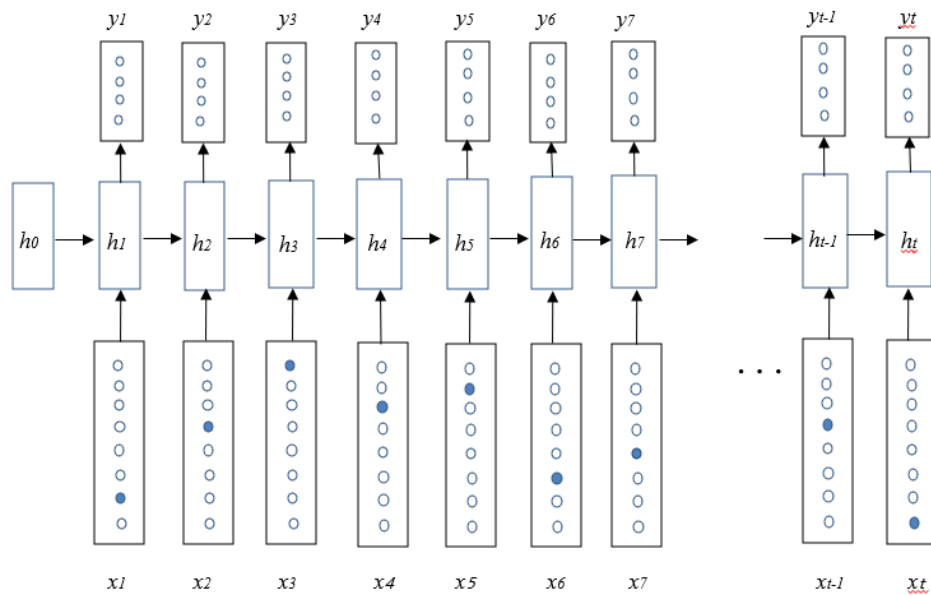 y1 y2 y3 y4 y5 y6 y7 yt-1 yt
h0 h1 h2 h3 h4 h5 h6 h7 ht-1 ht
. . .
x1 x2 x3 x4 x5 x6 x7 xt-1 xt